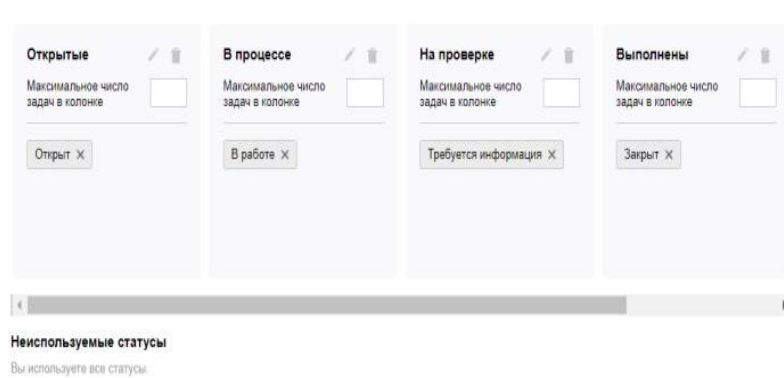 Открытые
Максимальное число
задач в колонке
Открыт ×
В процессе
Максимальное число
задач в колонке
В работе ×
На проверке
Максимальное число
задач в колонке
Требуется информация ×
Выполнены
Максимальное число
задач в колонке
Закрыт ×
Неиспользуемые статусы
Вы используете все статусы.